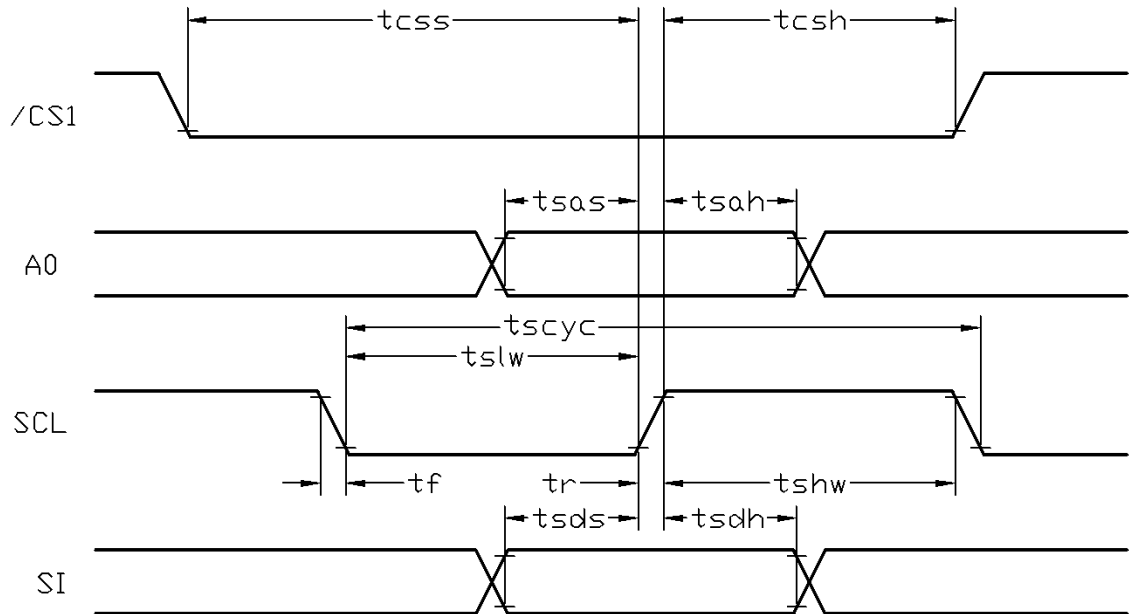 tcss tcsh
/CS1
tsas tsah
A0
tscyc
tslw
SCL
tf tr tshw
tsds tsdh
SI